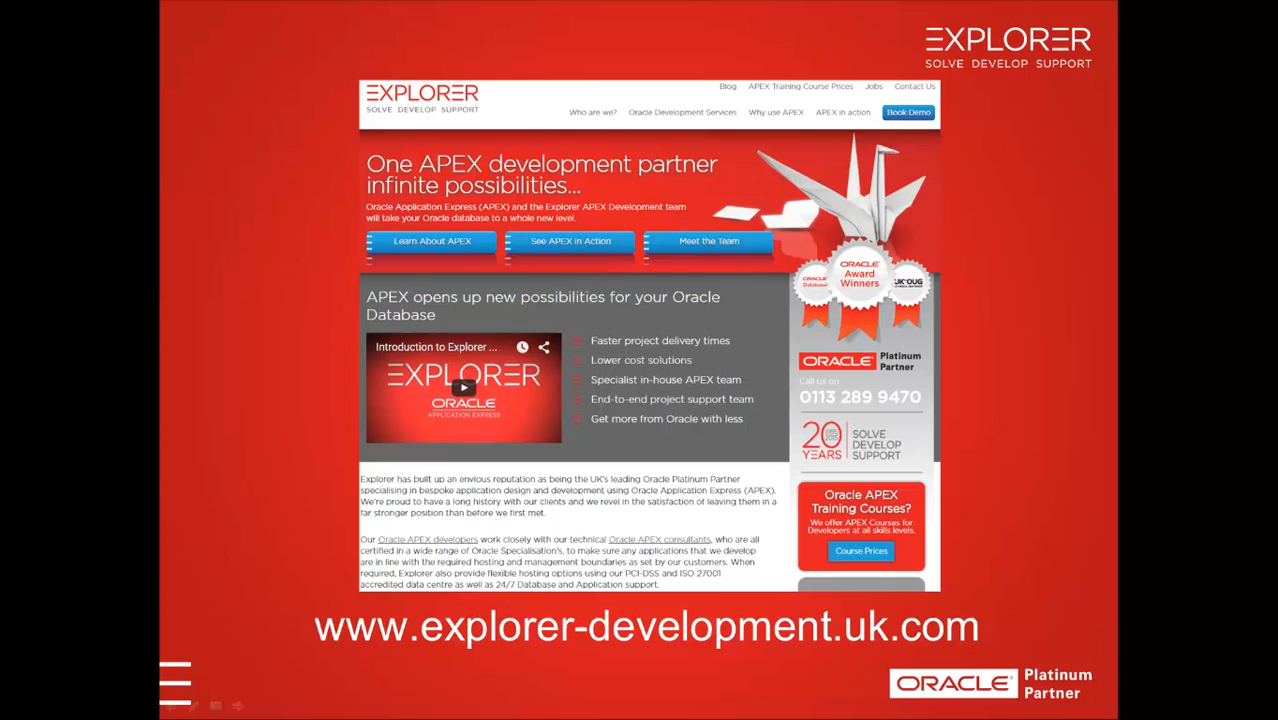 EXPLORER
SOLVE DEVELOP SUPPORT
EXPLORER
SOLVE DEVELOP SUPPORT
Blog APEX Training Course Prices Jobs Contact Us
Who are we? Oracle Development Services Why use APEX APEX in action Book Demo
One APEX development partner
infinite possibilities...
Oracle Application Express (APEX) and the Explorer APEX Development team
will take your Oracle database to a whole new level.
Learn About APEX See APEX in Action Meet the Team
ORACLE
Database
ORACLE
Award
Winners
UKOUG
APEX opens up new possibilities for your Oracle
Database
Introduction to Explorer ...
EXPLORER
ORACLE
APPLICATION EXPRESS
Faster project delivery times
Lower cost solutions
Specialist in-house APEX team
End-to-end project support team
Get more from Oracle with less
ORACLE Platinum
Partner
Call us on
0113 289 9470
20
YEARS
SOLVE
DEVELOP
SUPPORT
Oracle APEX
Training Courses?
We offer APEX Courses for
Developers at all skills levels.
Course Prices
Explorer has built up an envious reputation as being the UK's leading Oracle Platinum Partner
specialising in bespoke application design and development using Oracle Application Express (APEX).
We're proud to have a long history with our clients and we revel in the satisfaction of leaving them in a
far stronger position than before we first met.
Our Oracle APEX developers work closely with our technical Oracle APEX consultants, who are all
certified in a wide range of Oracle Specialisation's, to make sure any applications that we develop
are in line with the required hosting and management boundaries as set by our customers. When
required, Explorer also provide flexible hosting options using our PCI-DSS and ISO 27001
accredited data centre as well as 24/7 Database and Application support.
www.explorer-development.uk.com
ORACLE Platinum
Partner